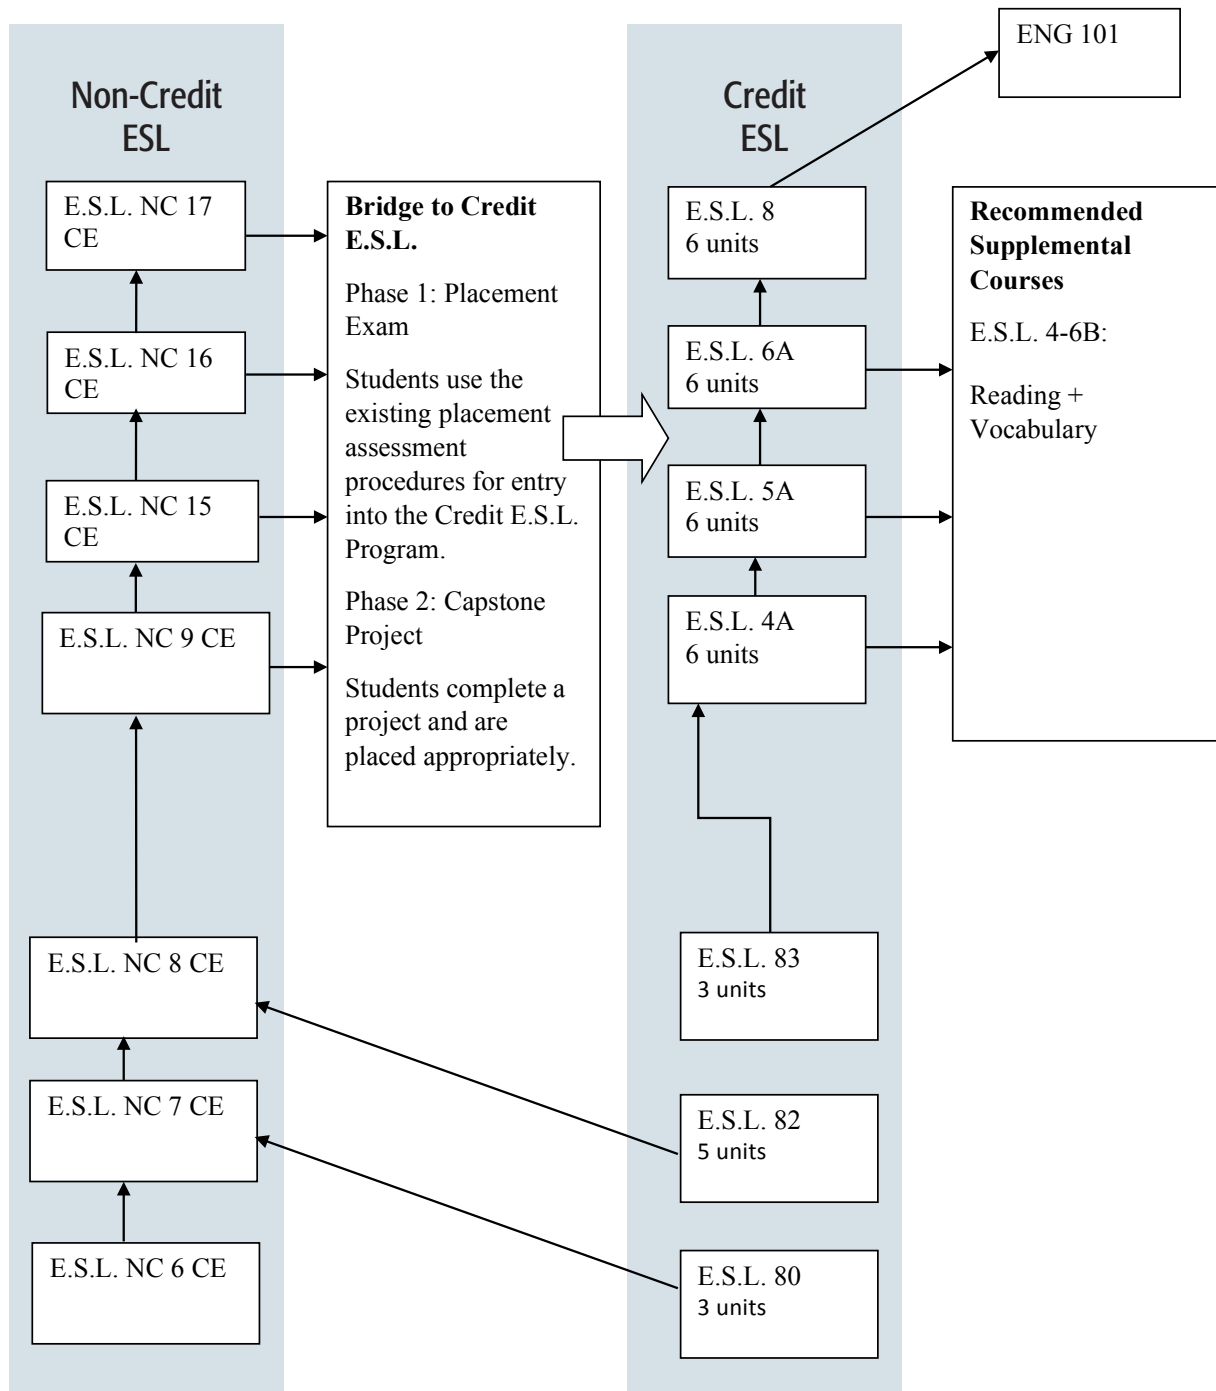 Non-Credit
ESL
E.S.L. NC 17
CE
E.S.L. NC 16
CE
E.S.L. NC 15
CE
E.S.L. NC 9 CE
E.S.L. NC 8 CE
E.S.L. NC 7 CE
E.S.L. NC 6 CE
Bridge to Credit
E.S.L.
Phase 1: Placement
Exam
Students use the
existing placement
assessment
procedures for entry
into the Credit E.S.L.
Program.
Phase 2: Capstone
Project
Students complete a
project and are
placed appropriately.
Credit
ESL
E.S.L. 8
6 units
E.S.L. 6A
6 units
E.S.L. 5A
6 units
E.S.L. 4A
6 units
E.S.L. 83
3 units
E.S.L. 82
5 units
E.S.L. 80
3 units
ENG 101
Recommended
Supplemental
Courses
E.S.L. 4-6B:
Reading +
Vocabulary